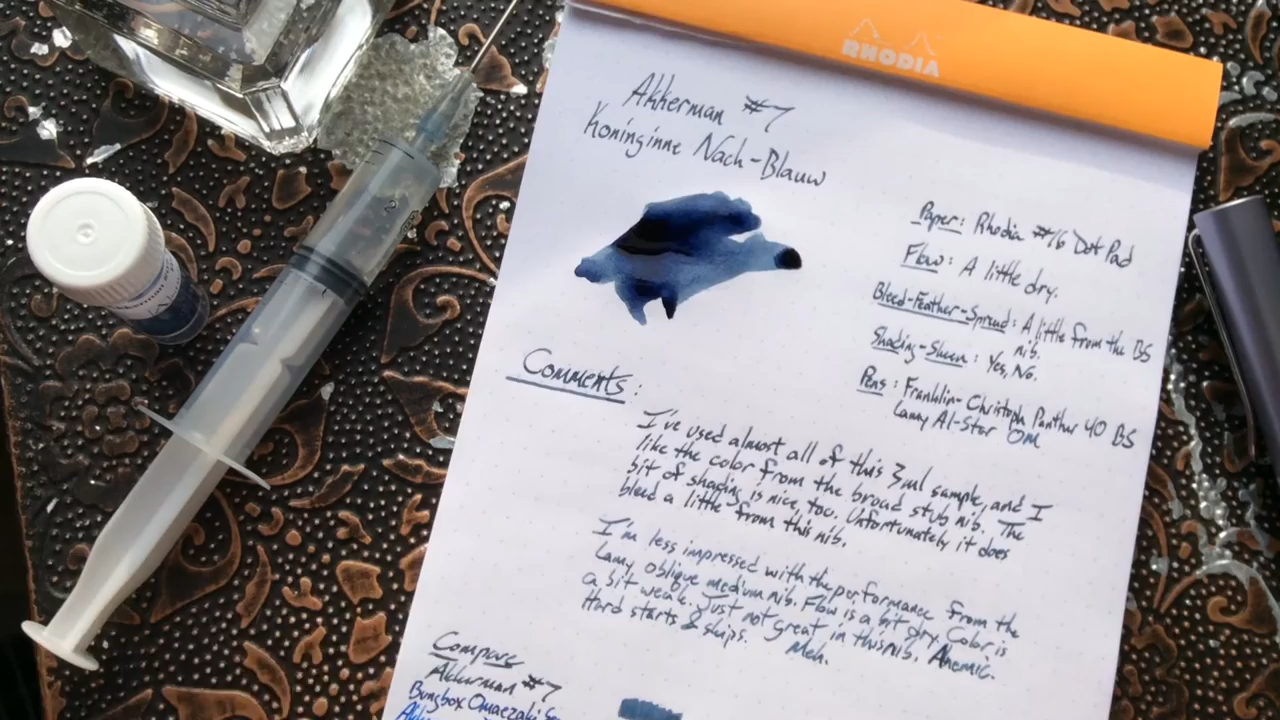 RHODIA
Akkerman #7
Koninginne Nach-Blauw
Paper: Rhodia #16 Dot Pad
Flow: A little dry.
Bleed-Feather-Spread: A little from the BS
nib.
Shading-Sheen: Yes, No.
Pens: Franklin-Christoph Panther 40 BS
Lamy Al-Star OM
Comments:
I've used almost all of this 3ml sample, and I
like the color from the broad stub nib. The
bit of shading is nice, too. Unfortunately it does
bleed a little from this nib.
I'm less impressed with the performance from the
Lamy oblique medium nib. Flow is a bit dry. Color is
a bit weak. Just not great in this nib. Anemic.
Hard starts & skips. Meh.
Compare
Akkerman #7
Bungbox Omaezaki
2